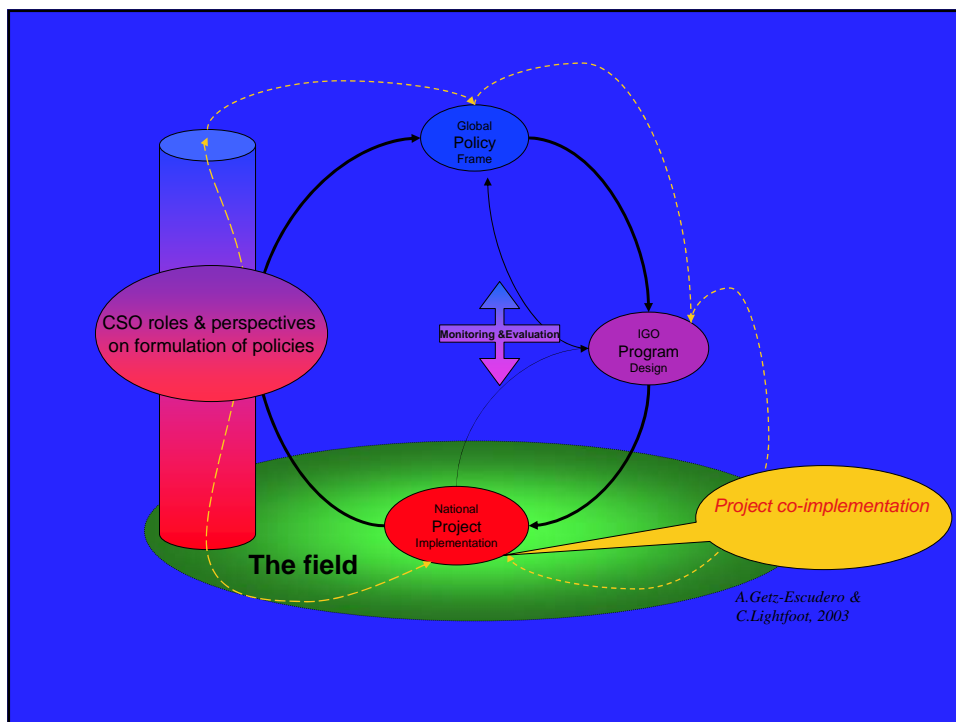 Global
Policy
Frame
CSO roles & perspectives
on formulation of policies
Monitoring &Evaluation
IGO
Program
Design
National
Project
Implementation
Project co-implementation
The field
A.Getz-Escudero &
C.Lightfoot, 2003